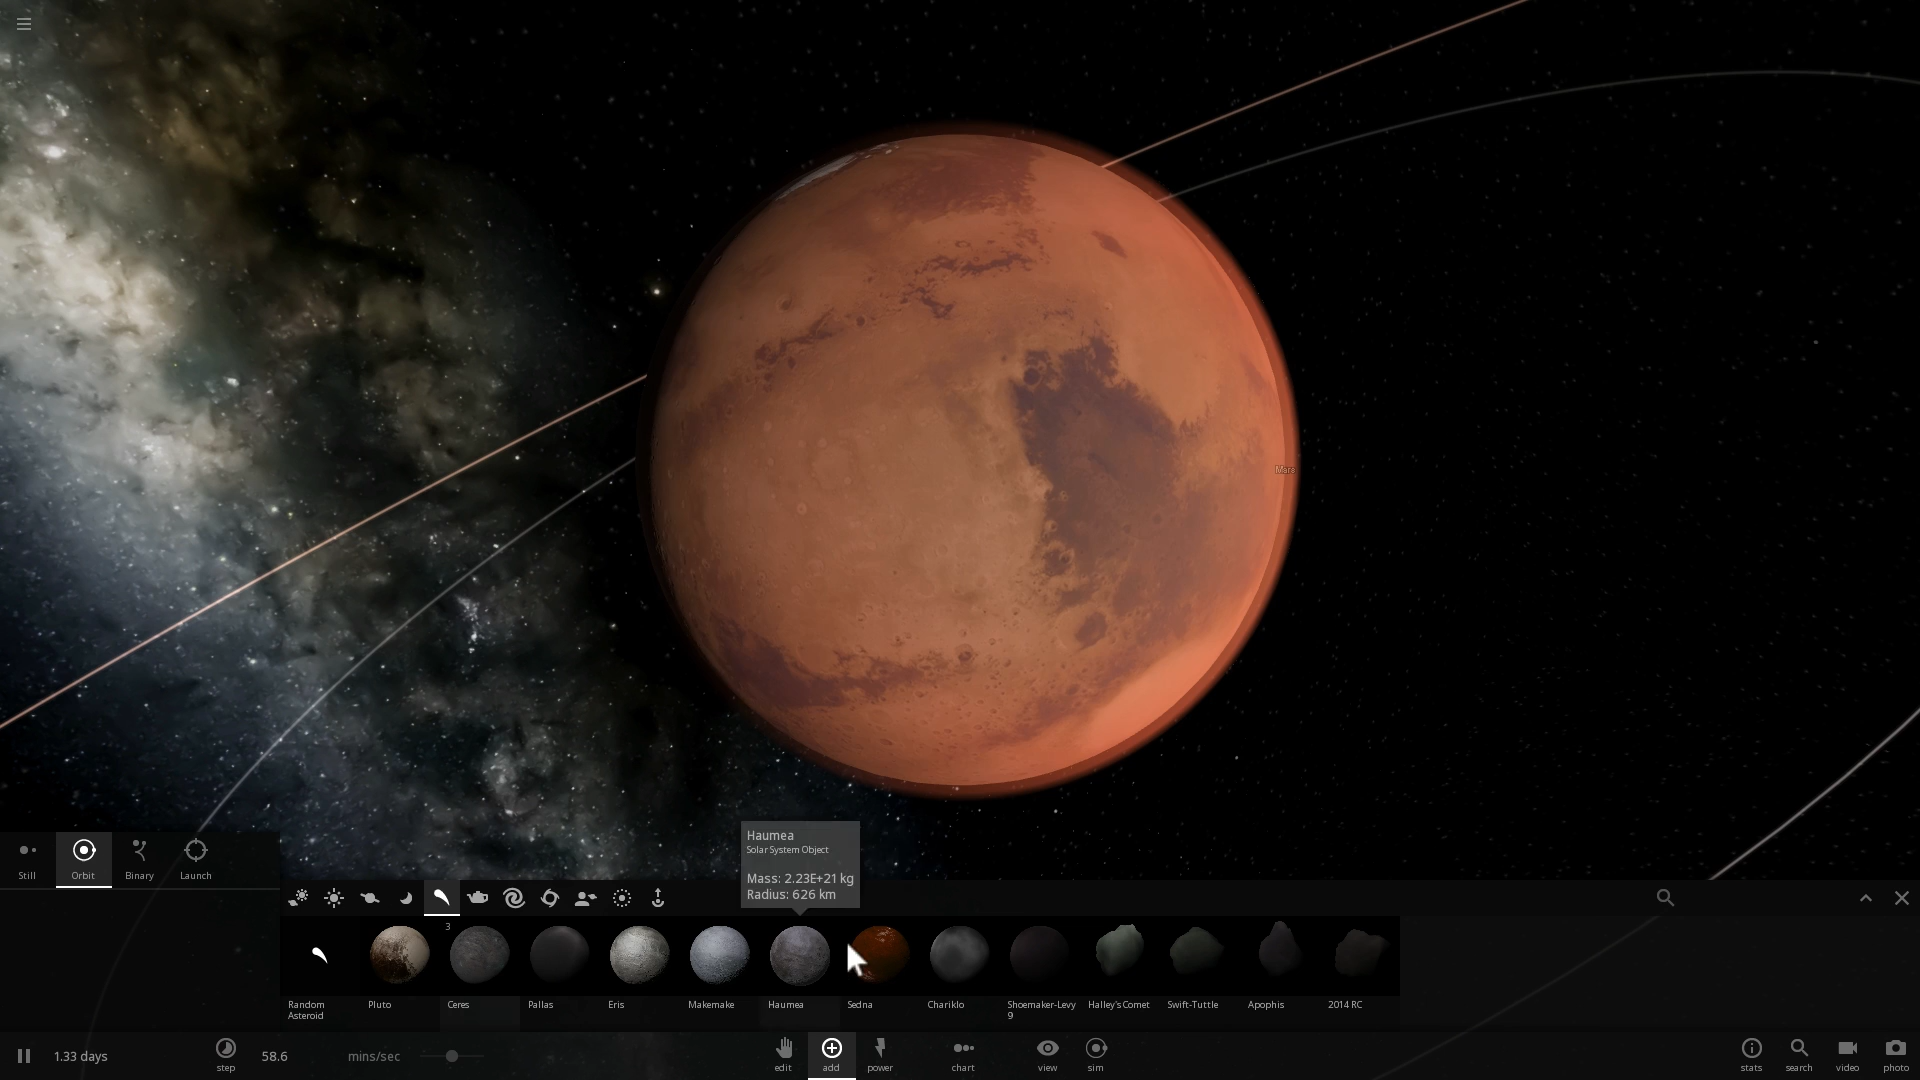 Mars
Haumea
Solar System Object
Mass: 2.23E+21 kg
Radius: 626 km
Still
Orbit
Binary
Launch
3
Random
Asteroid
Pluto
Ceres
Pallas
Eris
Makemake
Haumea
Sedna
Chariklo
Shoemaker-Levy
9
Halley's Comet
Swift-Tuttle
Apophis
2014 RC
1.33 days
step
58.6
mins/sec
edit
add
power
chart
view
sim
stats
search
video
photo